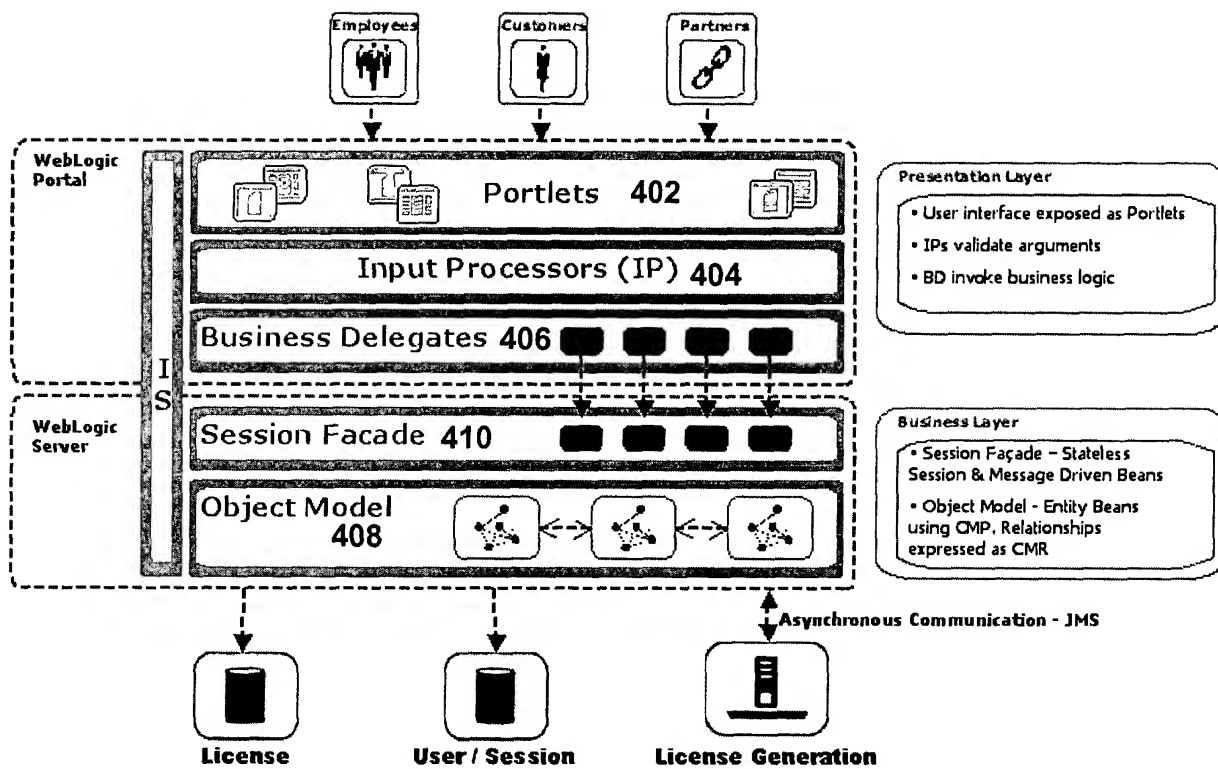 Employees
Customers
Partners
WebLogic
Portal
Portlets 402
Input Processors (IP) 404
Business Delegates 406
I
S
WebLogic
Server
Session Facade 410
Object Model
408
Presentation Layer
• User interface exposed as Portlets
• IPs validate arguments
• BD invoke business logic
Business Layer
• Session Façade – Stateless
Session & Message Driven Beans
• Object Model - Entity Beans
using CMP, Relationships
expressed as CMR
Asynchronous Communication - JMS
License
User / Session
License Generation